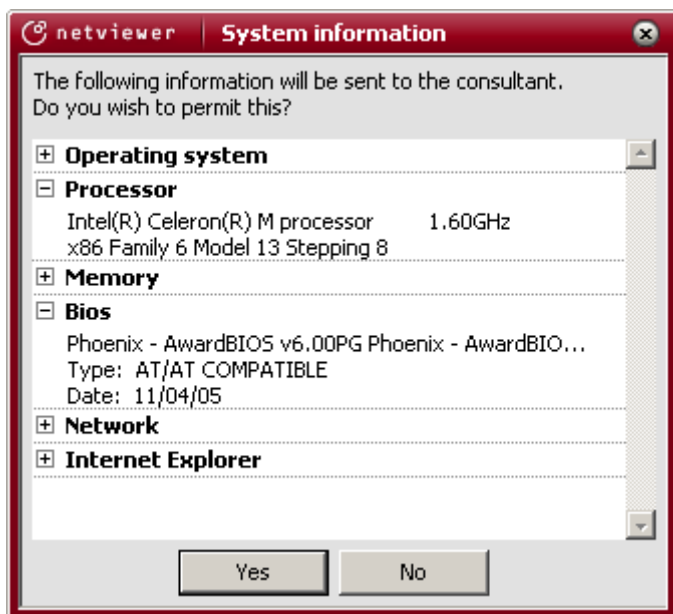 netviewer System information
The following information will be sent to the consultant.
Do you wish to permit this?
Operating system
Processor
Intel(R) Celeron(R) M processor 1.60GHz
x86 Family 6 Model 13 Stepping 8
Memory
Bios
Phoenix - AwardBIOS v6.00PG Phoenix - AwardBIO...
Type: AT/AT COMPATIBLE
Date: 11/04/05
Network
Internet Explorer
Yes No